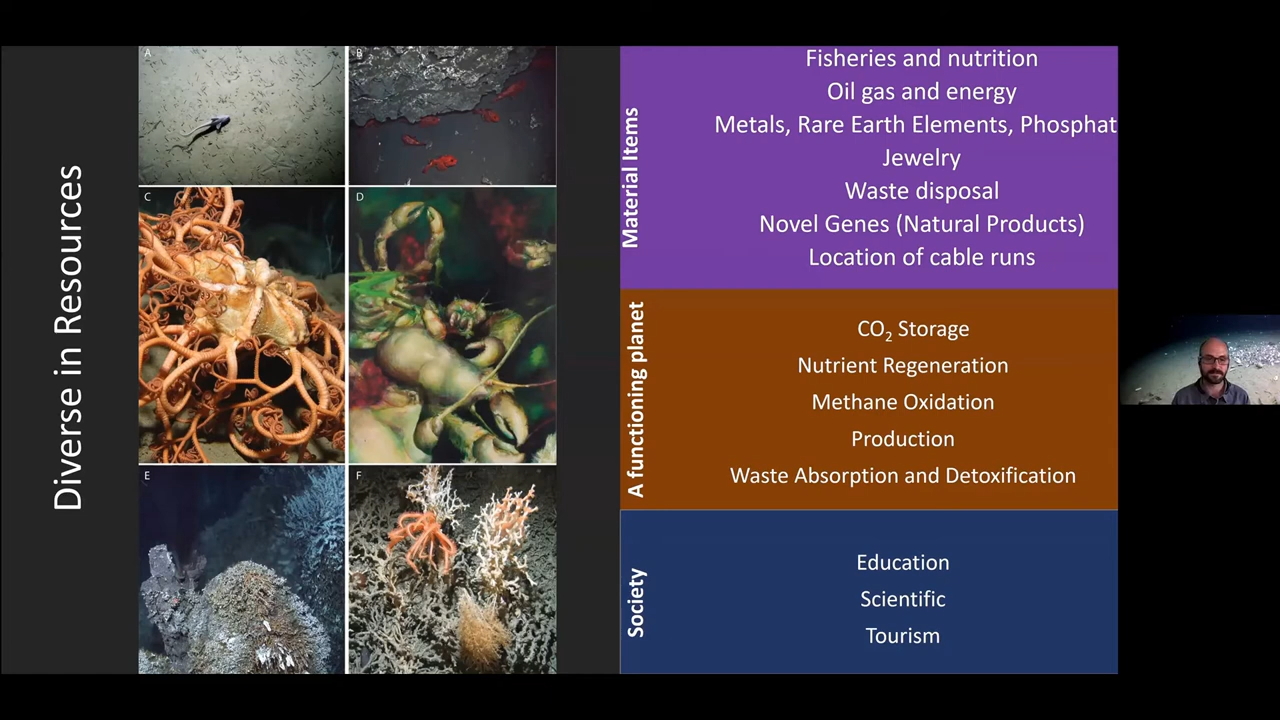 Diverse in Resources
A
B
C
D
E
F
Material Items
Fisheries and nutrition
Oil gas and energy
Metals, Rare Earth Elements, Phosphat
Jewelry
Waste disposal
Novel Genes (Natural Products)
Location of cable runs
A functioning planet
CO₂ Storage
Nutrient Regeneration
Methane Oxidation
Production
Waste Absorption and Detoxification
Society
Education
Scientific
Tourism